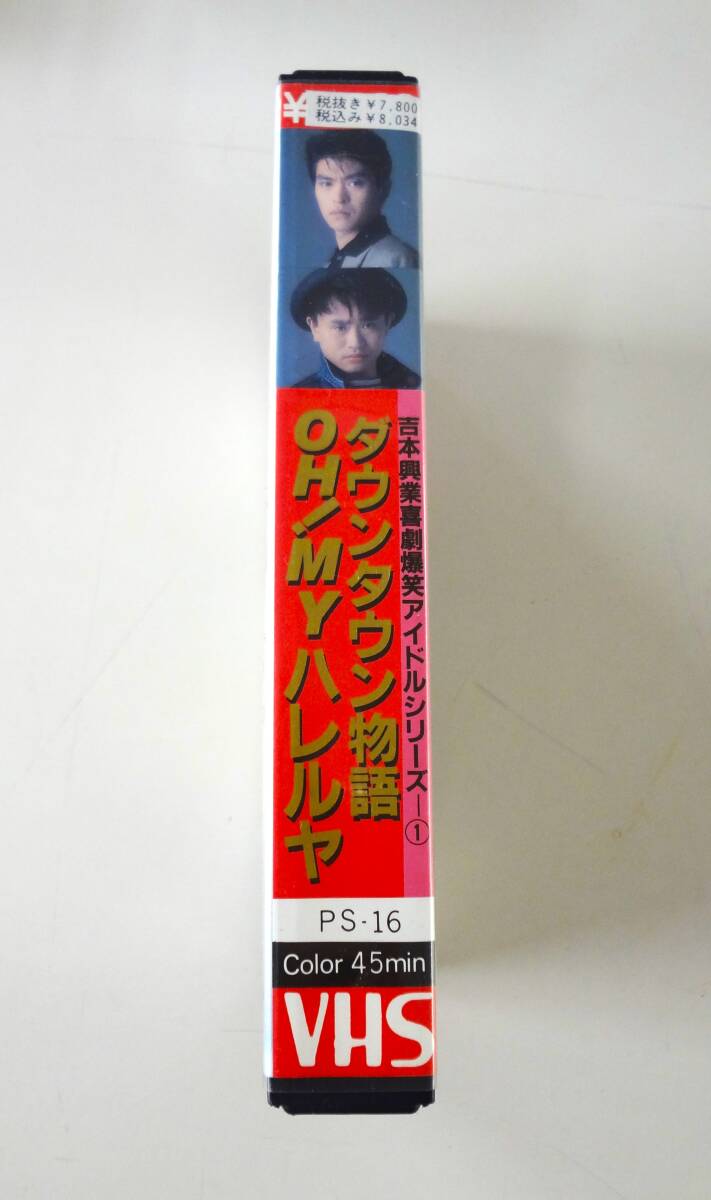 税抜き¥7,800
税込み¥8,034
吉本興業喜劇爆笑アイドルシリーズ—①
ダウンタウン物語
OH!MYハレルヤ
PS-16
Color 45min
VHS